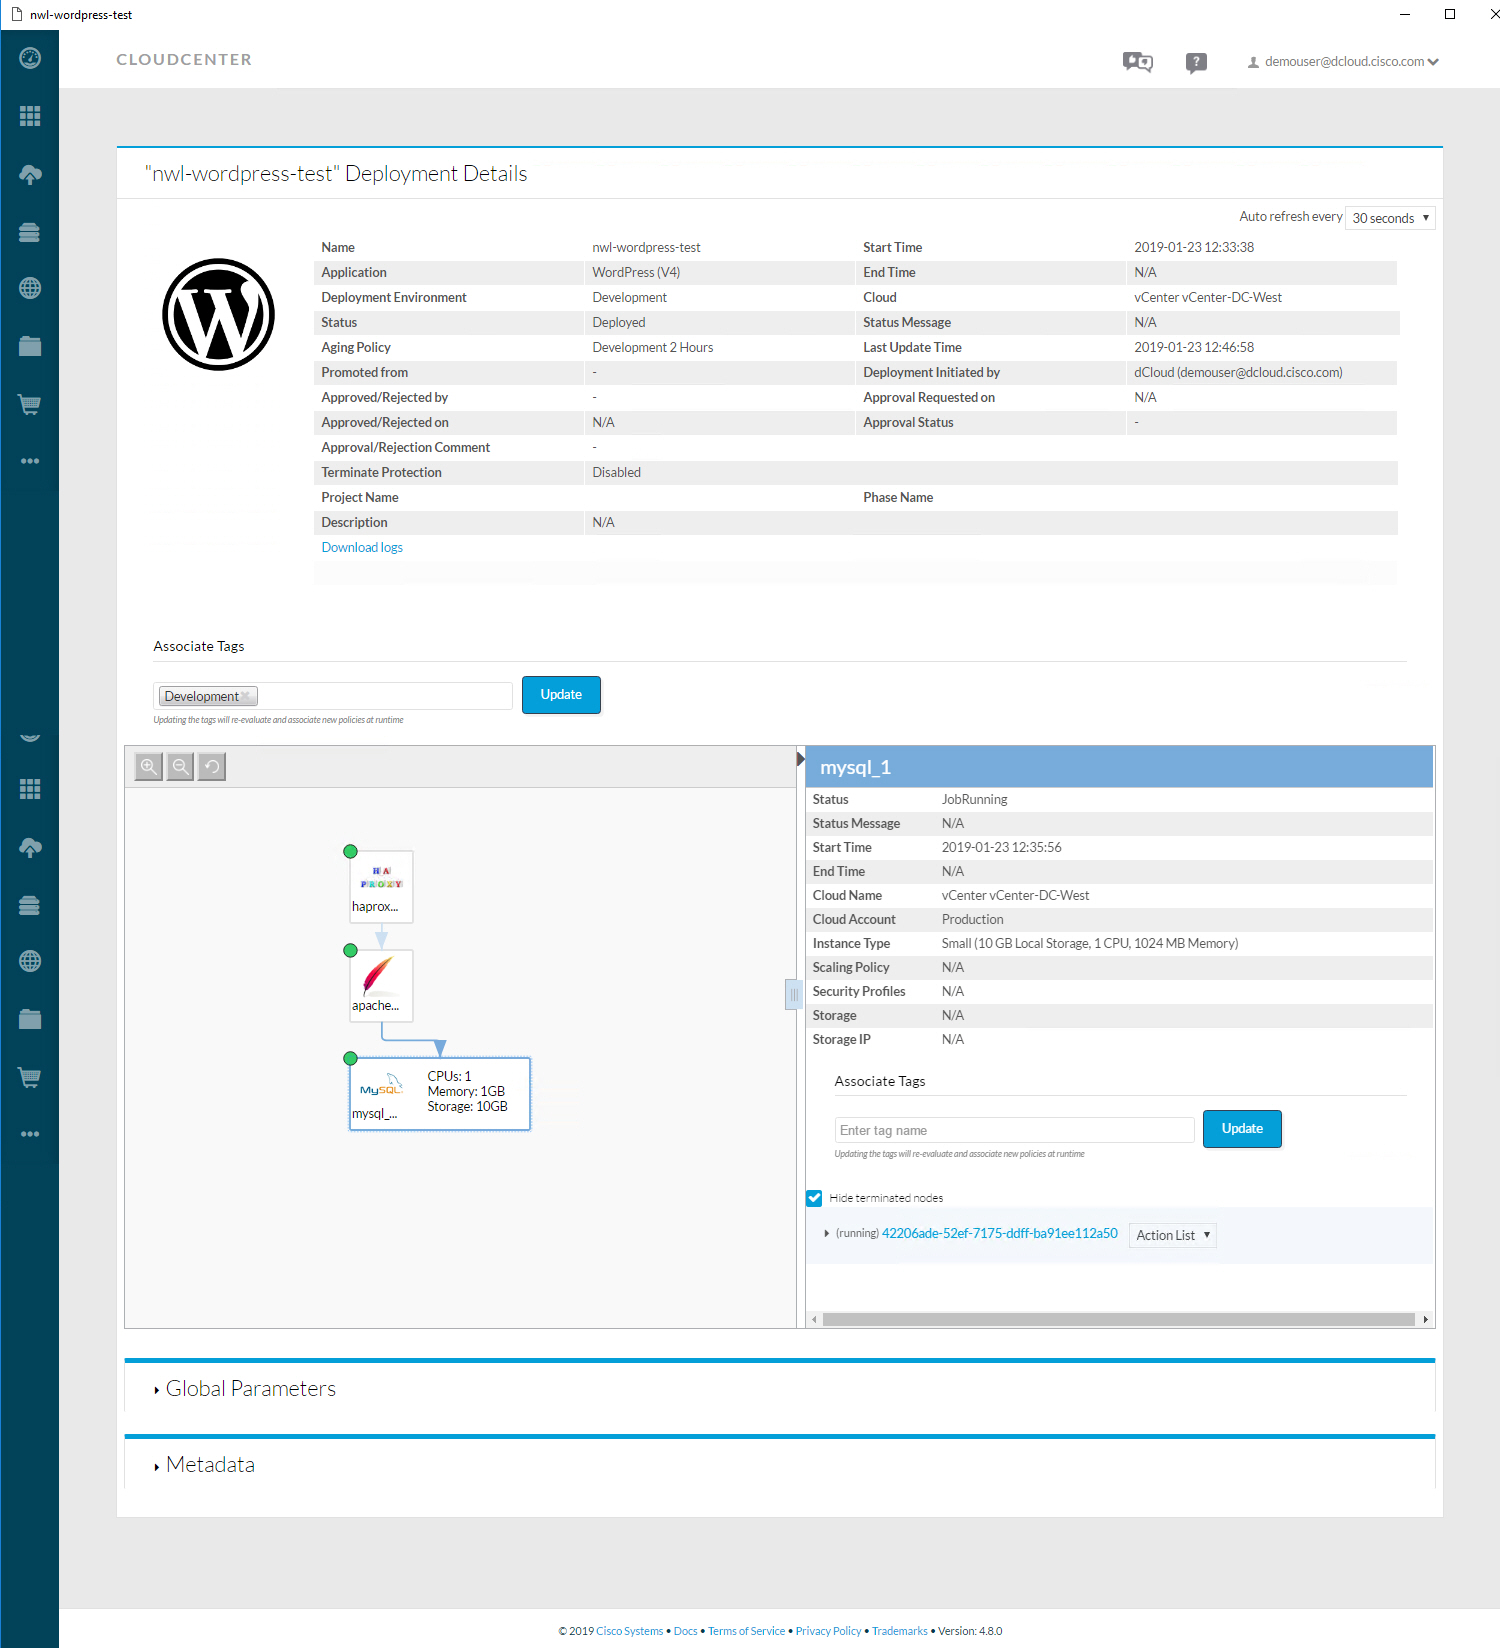 nwl-wordpress-test
CLOUDCENTER
demouser@dcloud.cisco.com
"nwl-wordpress-test" Deployment Details
Auto refresh every 30 seconds
Name nwl-wordpress-test Start Time 2019-01-23 12:33:38
Application WordPress (V4) End Time N/A
Deployment Environment Development Cloud vCenter vCenter-DC-West
Status Deployed Status Message N/A
Aging Policy Development 2 Hours Last Update Time 2019-01-23 12:46:58
Promoted from - Deployment Initiated by dCloud (demouser@dcloud.cisco.com)
Approved/Rejected by - Approval Requested on N/A
Approved/Rejected on N/A Approval Status -
Approval/Rejection Comment -
Terminate Protection Disabled
Project Name Phase Name
Description N/A
Download logs
Associate Tags
Development
Update
Updating the tags will re-evaluate and associate new policies at runtime
HA
PROXY
haprox...
apache...
MySQL
mysql_...
CPUs: 1
Memory: 1GB
Storage: 10GB
mysql_1
Status JobRunning
Status Message N/A
Start Time 2019-01-23 12:35:56
End Time N/A
Cloud Name vCenter vCenter-DC-West
Cloud Account Production
Instance Type Small (10 GB Local Storage, 1 CPU, 1024 MB Memory)
Scaling Policy N/A
Security Profiles N/A
Storage N/A
Storage IP N/A
Associate Tags
Enter tag name
Update
Updating the tags will re-evaluate and associate new policies at runtime
Hide terminated nodes
(running) 42206ade-52ef-7175-ddff-ba91ee112a50 Action List
Global Parameters
Metadata
© 2019 Cisco Systems • Docs • Terms of Service • Privacy Policy • Trademarks • Version: 4.8.0